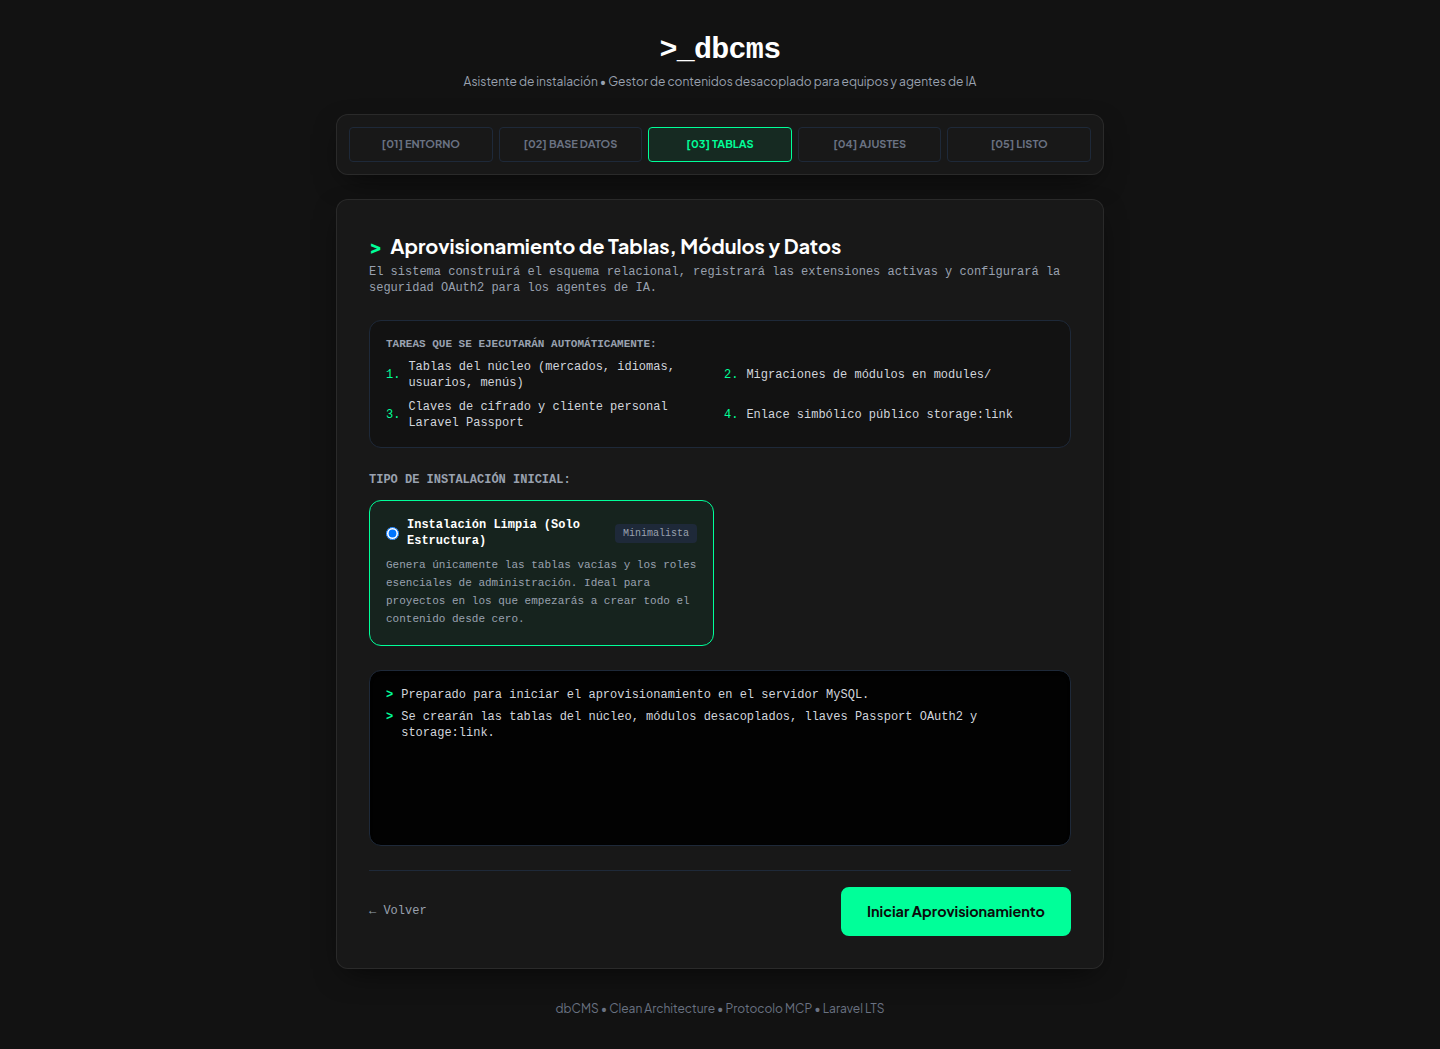 >_dbcms
Asistente de instalación • Gestor de contenidos desacoplado para equipos y agentes de IA
[01] ENTORNO
[02] BASE DATOS
[03] TABLAS
[04] AJUSTES
[05] LISTO
> Aprovisionamiento de Tablas, Módulos y Datos
El sistema construirá el esquema relacional, registrará las extensiones activas y configurará la
seguridad OAuth2 para los agentes de IA.
TAREAS QUE SE EJECUTARÁN AUTOMÁTICAMENTE:
1. Tablas del núcleo (mercados, idiomas,
usuarios, menús)
2. Migraciones de módulos en modules/
3. Claves de cifrado y cliente personal
Laravel Passport
4. Enlace simbólico público storage:link
TIPO DE INSTALACIÓN INICIAL:
Instalación Limpia (Solo
Estructura)
Minimalista
Genera únicamente las tablas vacías y los roles
esenciales de administración. Ideal para
proyectos en los que empezarás a crear todo el
contenido desde cero.
> Preparado para iniciar el aprovisionamiento en el servidor MySQL.
> Se crearán las tablas del núcleo, módulos desacoplados, llaves Passport OAuth2 y
storage:link.
← Volver
Iniciar Aprovisionamiento
dbCMS • Clean Architecture • Protocolo MCP • Laravel LTS